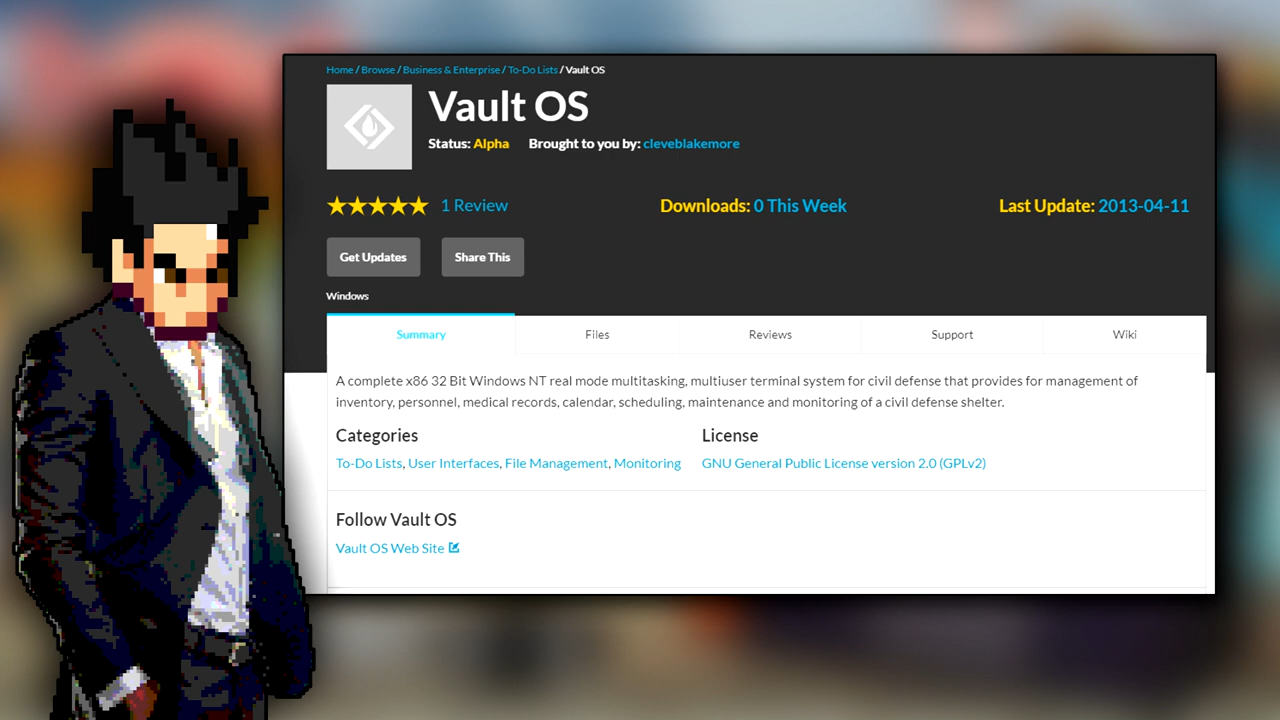 Home / Browse / Business & Enterprise / To-Do Lists / Vault OS
Vault OS
Status: Alpha Brought to you by: cleveblakemore
1 Review Downloads: 0 This Week Last Update: 2013-04-11
Get Updates Share This
Windows
Summary Files Reviews Support Wiki
A complete x86 32 Bit Windows NT real mode multitasking, multiuser terminal system for civil defense that provides for management of
inventory, personnel, medical records, calendar, scheduling, maintenance and monitoring of a civil defense shelter.
Categories License
To-Do Lists, User Interfaces, File Management, Monitoring GNU General Public License version 2.0 (GPLv2)
Follow Vault OS
Vault OS Web Site